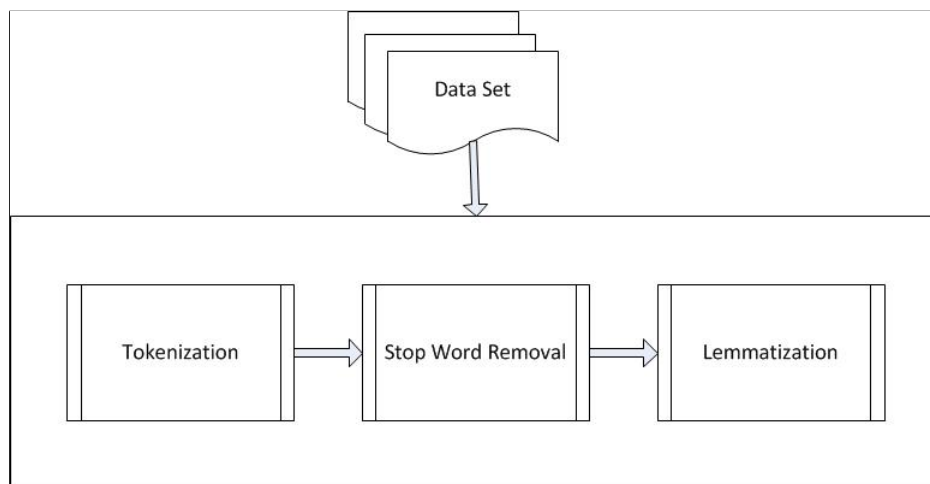 Data Set
Tokenization
Stop Word Removal
Lemmatization